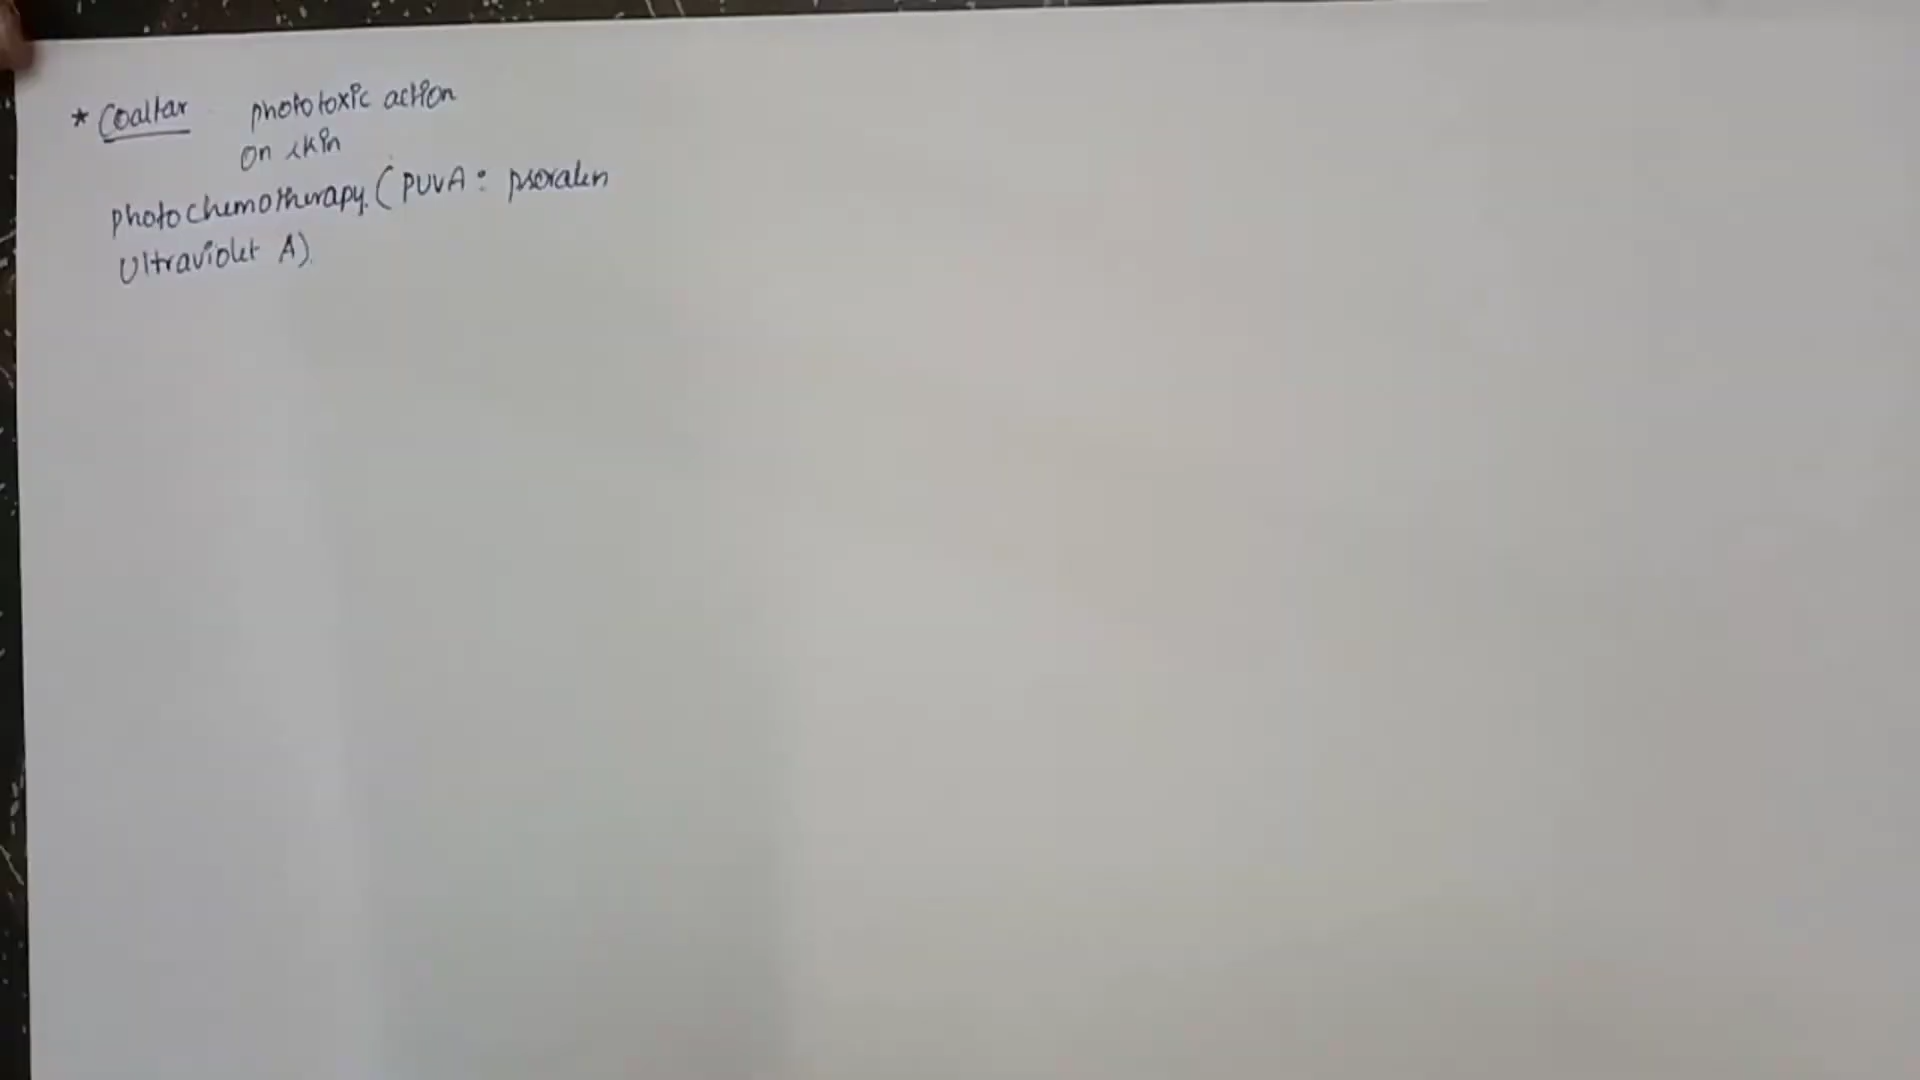 * Coaltar phototoxic action
on skin
photochemotherapy. (PUVA: psoralen
Ultraviolet A).